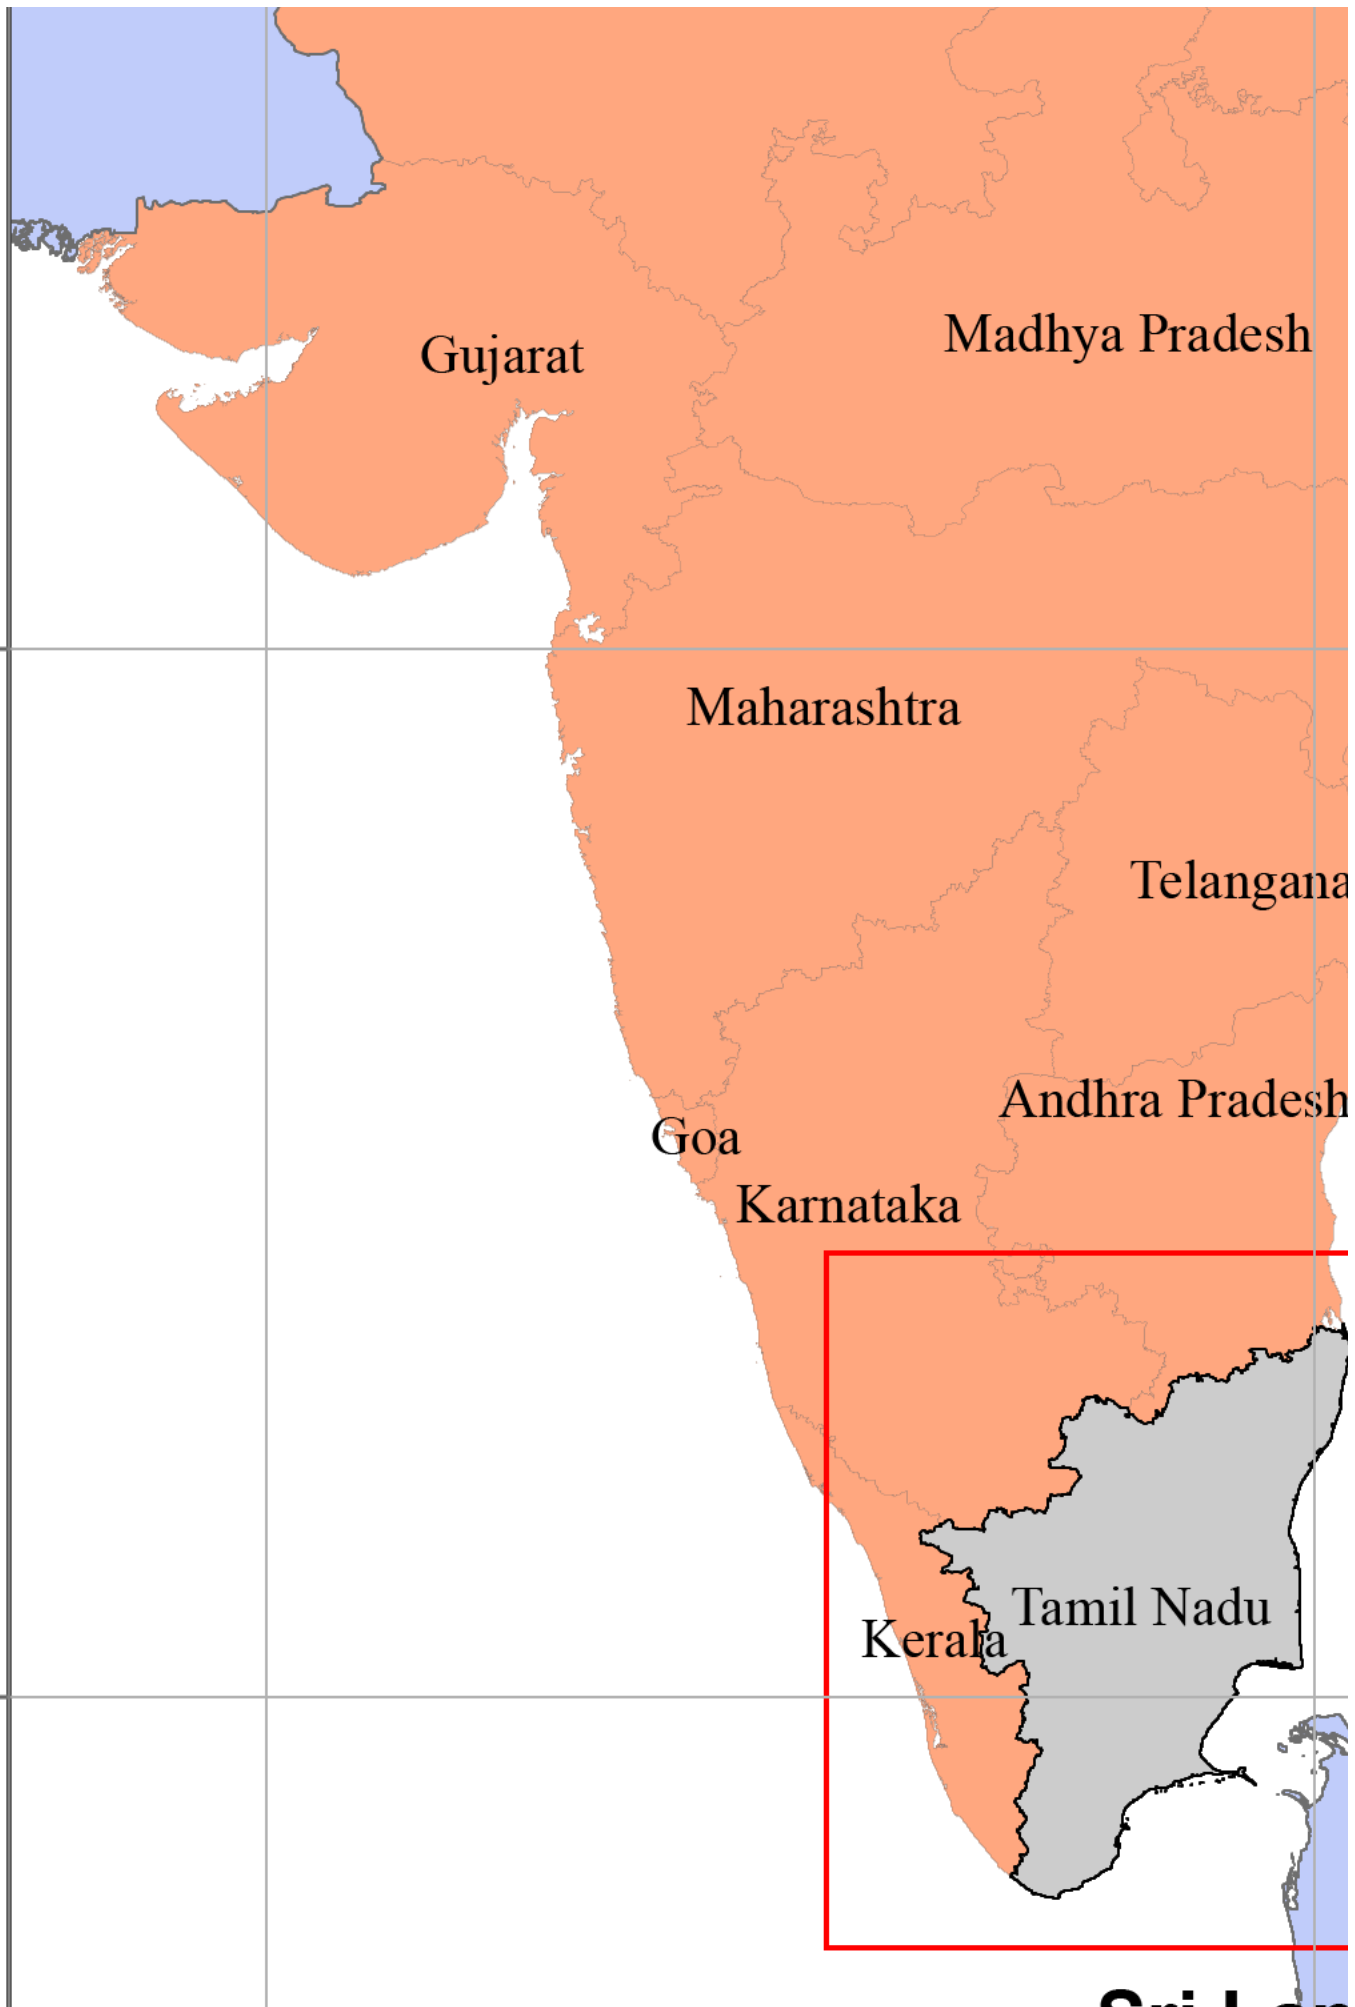 Madhya Pradesh
Gujarat
Maharashtra
Telangana
Andhra Pradesh
Goa
Karnataka
Tamil Nadu
Kerala